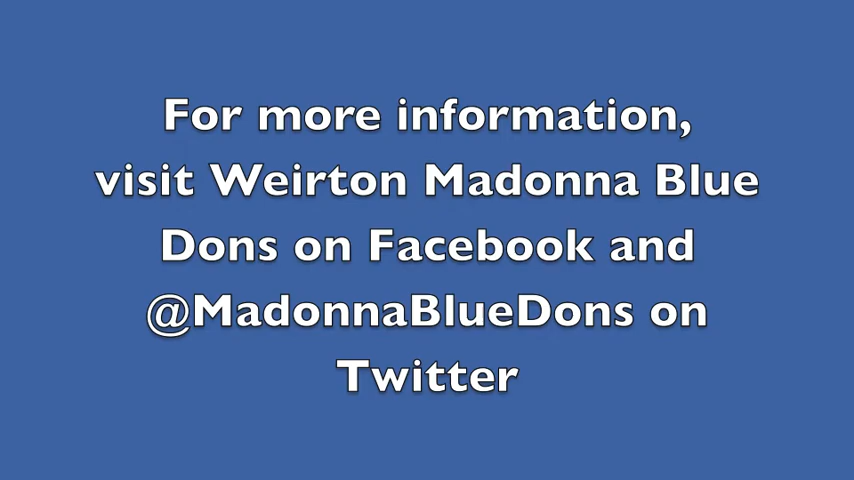 For more information,
visit Weirton Madonna Blue
Dons on Facebook and
@MadonnaBlueDons on
Twitter